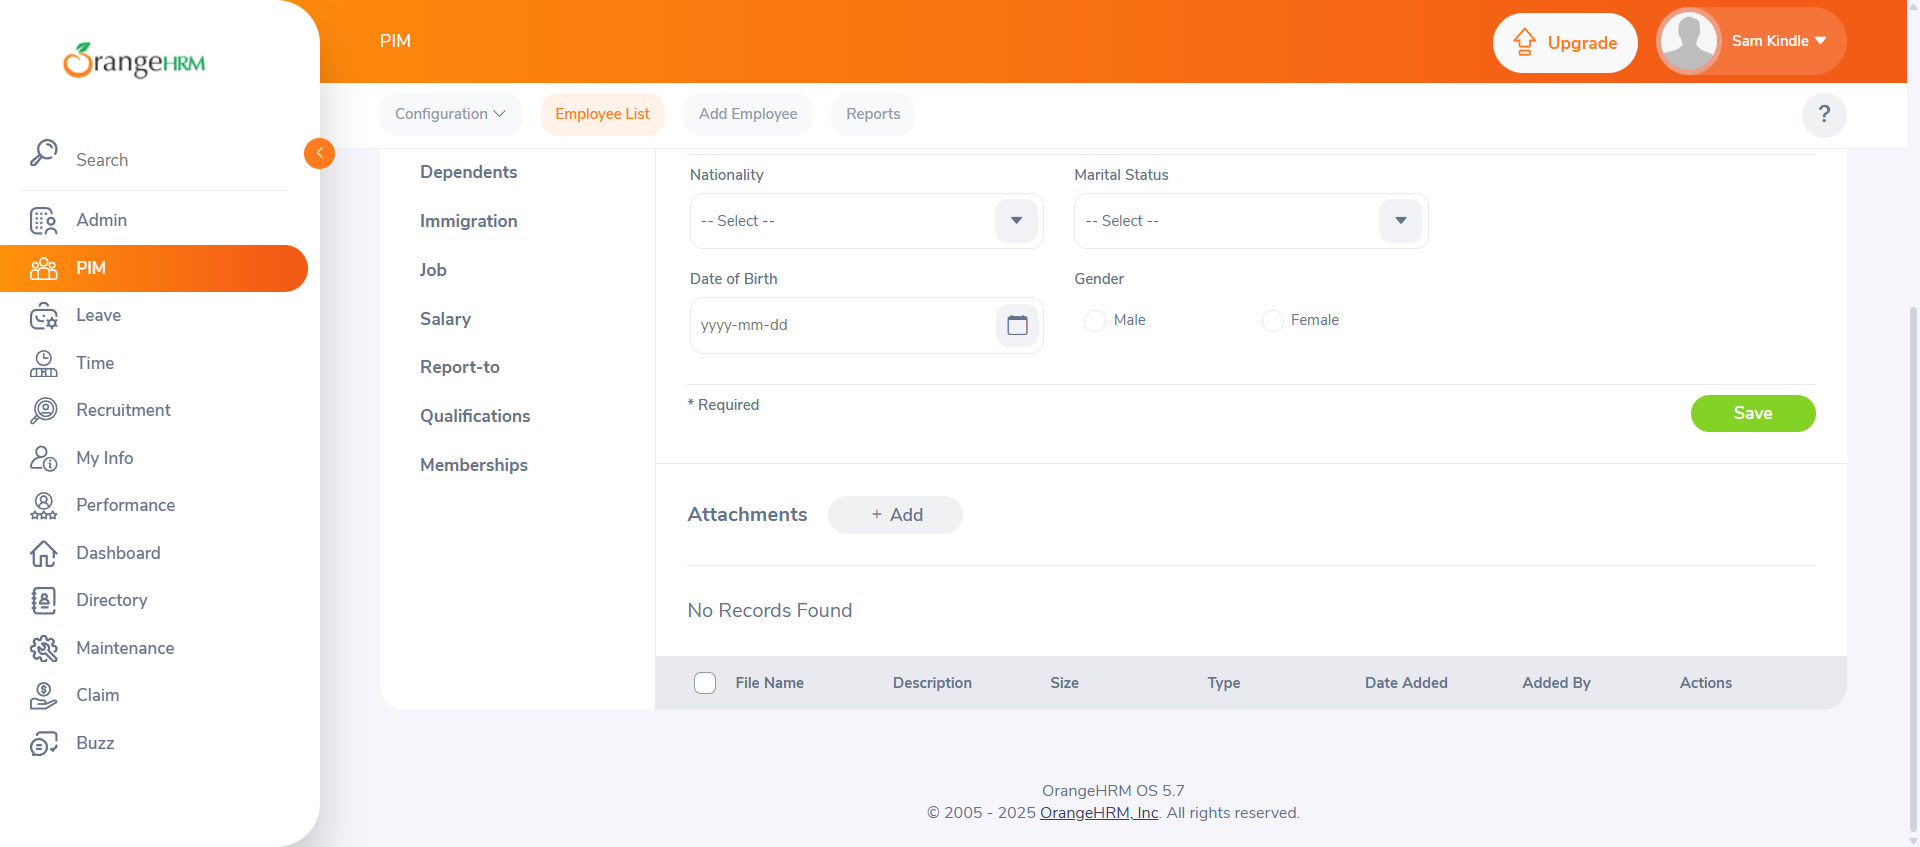 OrangeHRM
PIM
Upgrade
Sam Kindle
Configuration
Employee List
Add Employee
Reports
?
Search
Admin
PIM
Leave
Time
Recruitment
My Info
Performance
Dashboard
Directory
Maintenance
Claim
Buzz
Dependents
Immigration
Job
Salary
Report-to
Qualifications
Memberships
Nationality
Marital Status
-- Select --
-- Select --
Date of Birth
Gender
yyyy-mm-dd
Male
Female
* Required
Save
Attachments
+ Add
No Records Found
File Name
Description
Size
Type
Date Added
Added By
Actions
OrangeHRM OS 5.7
© 2005 - 2025 OrangeHRM, Inc. All rights reserved.